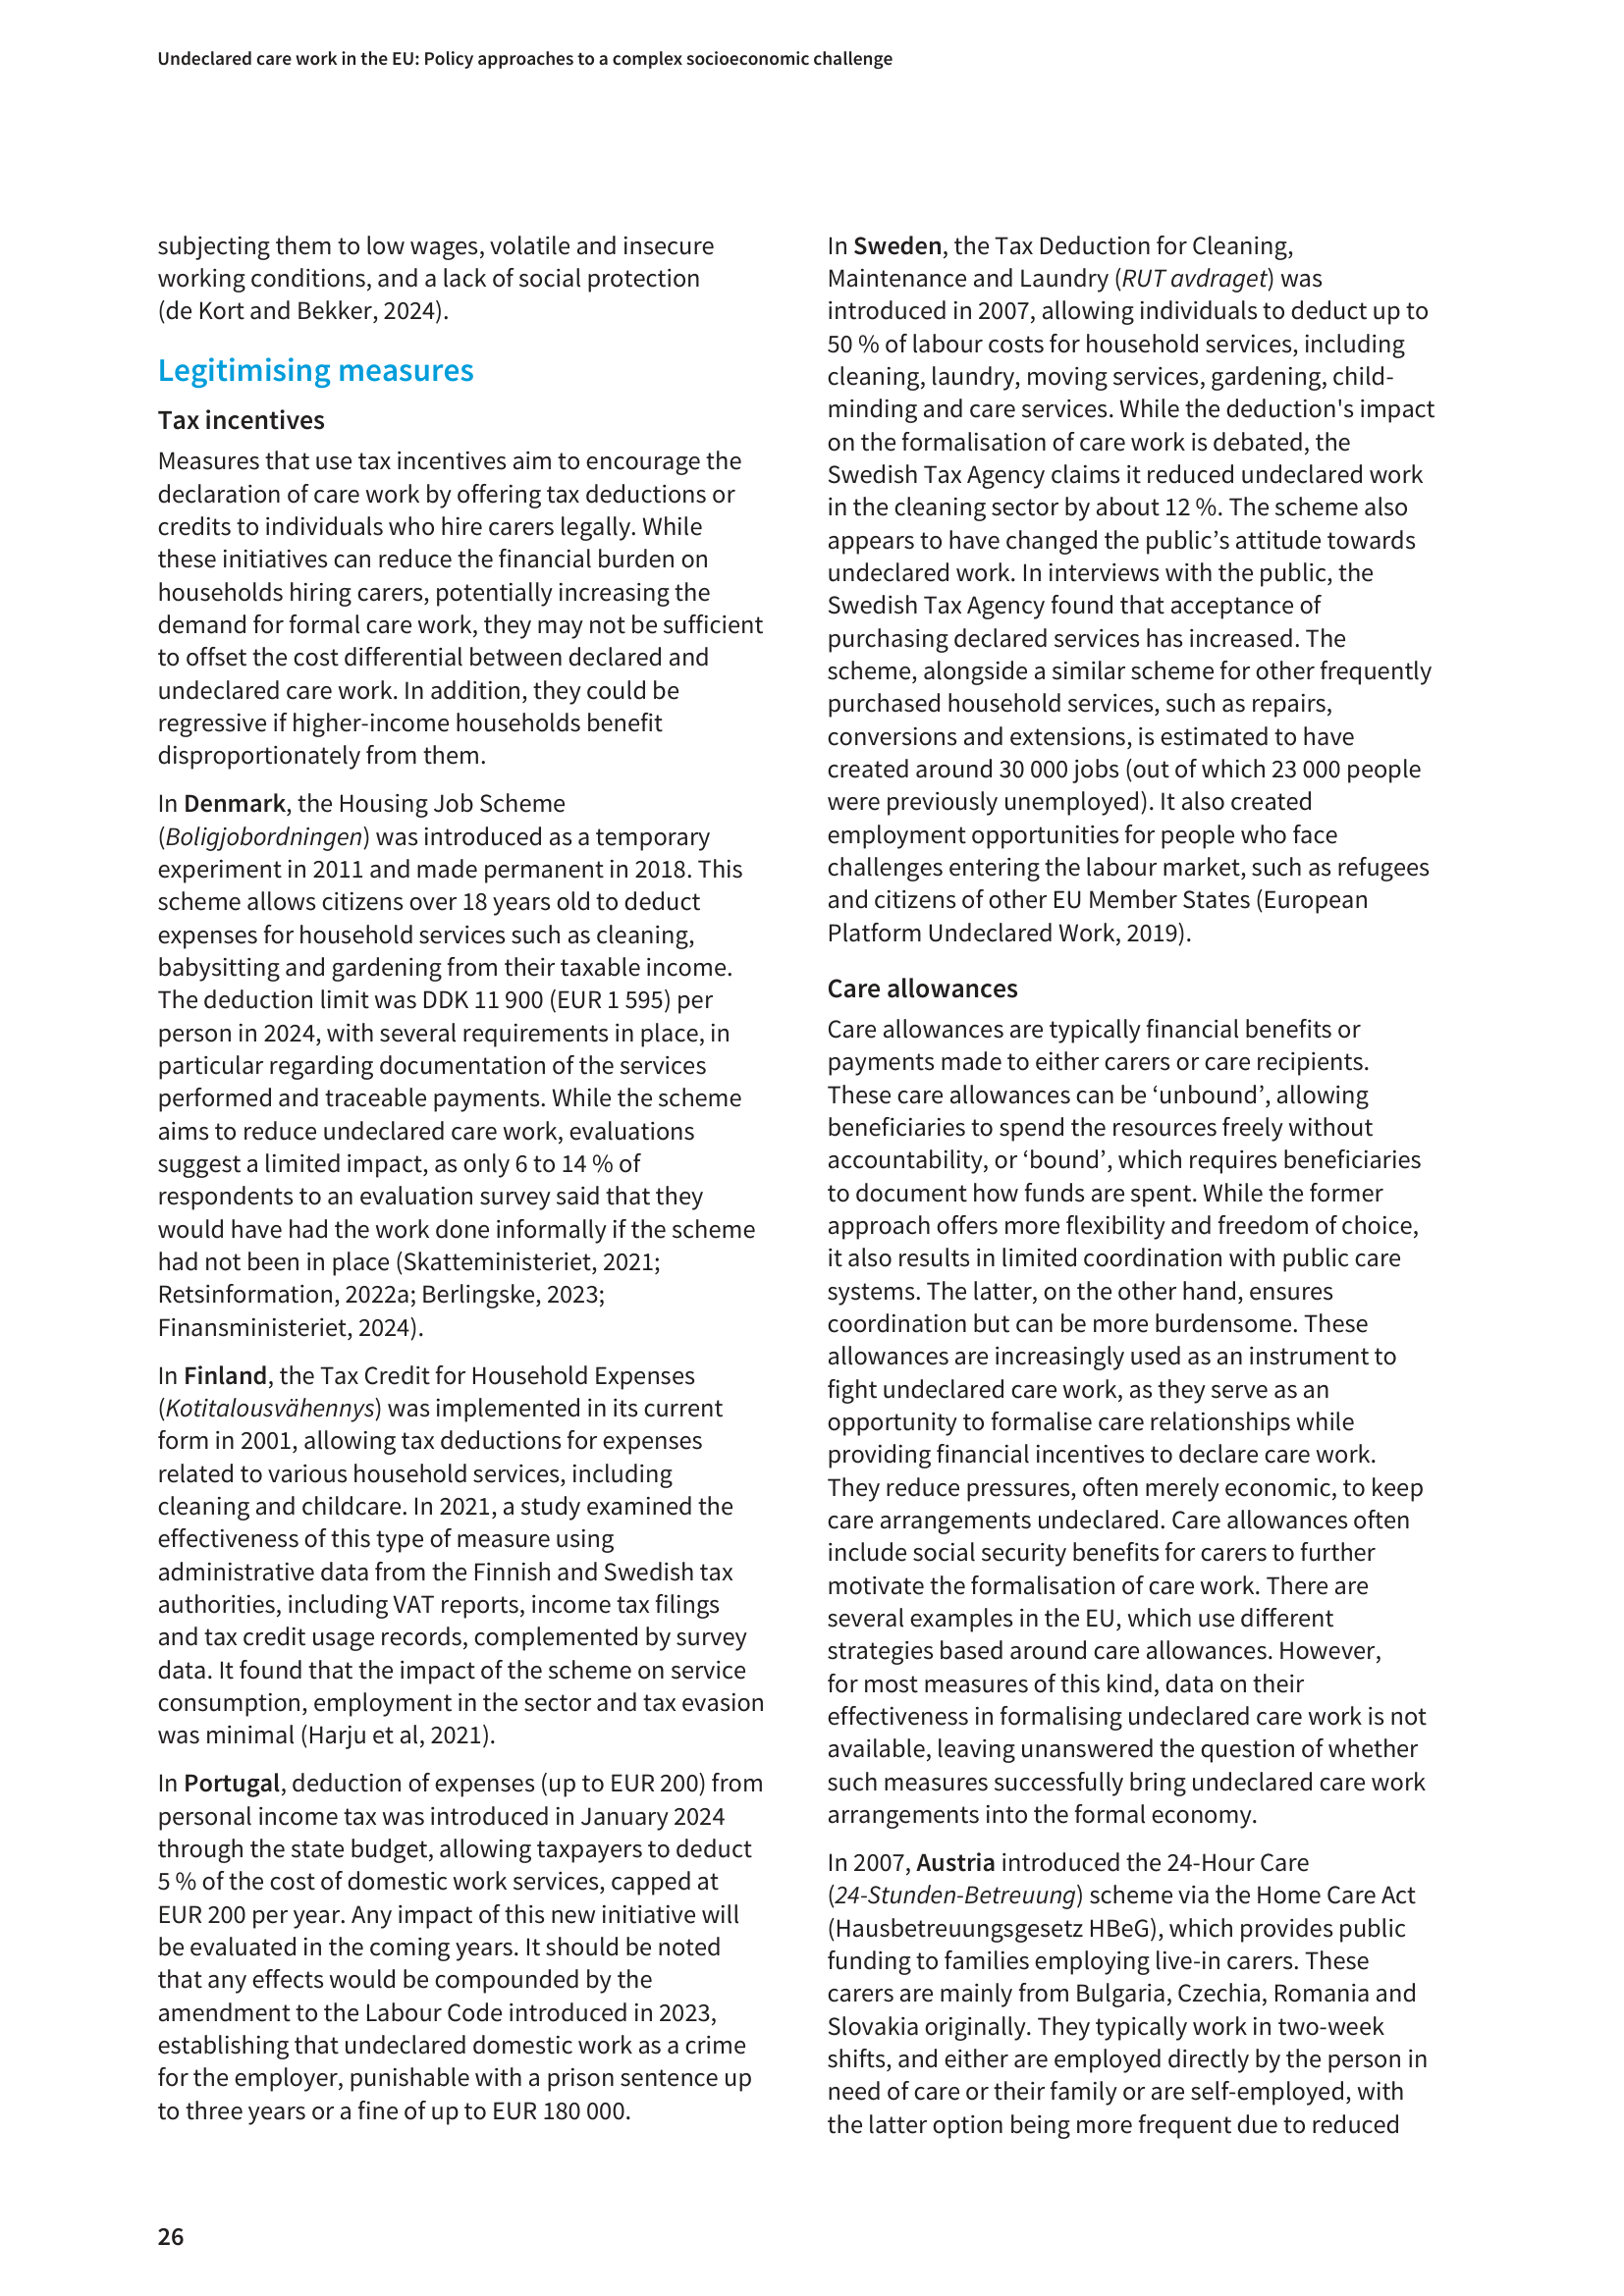 Undeclared care work in the EU: Policy approaches to a complex socioeconomic challenge
subjecting them to low wages, volatile and insecure
working conditions, and a lack of social protection
(de Kort and Bekker, 2024).
Legitimising measures
Tax incentives
Measures that use tax incentives aim to encourage the
declaration of care work by offering tax deductions or
credits to individuals who hire carers legally. While
these initiatives can reduce the financial burden on
households hiring carers, potentially increasing the
demand for formal care work, they may not be sufficient
to offset the cost differential between declared and
undeclared care work. In addition, they could be
regressive if higher-income households benefit
disproportionately from them.
In Denmark, the Housing Job Scheme
(Boligjobordningen) was introduced as a temporary
experiment in 2011 and made permanent in 2018. This
scheme allows citizens over 18 years old to deduct
expenses for household services such as cleaning,
babysitting and gardening from their taxable income.
The deduction limit was DDK 11 900 (EUR 1 595) per
person in 2024, with several requirements in place, in
particular regarding documentation of the services
performed and traceable payments. While the scheme
aims to reduce undeclared care work, evaluations
suggest a limited impact, as only 6 to 14 % of
respondents to an evaluation survey said that they
would have had the work done informally if the scheme
had not been in place (Skatteministeriet, 2021;
Retsinformation, 2022a; Berlingske, 2023;
Finansministeriet, 2024).
In Finland, the Tax Credit for Household Expenses
(Kotitalousvähennys) was implemented in its current
form in 2001, allowing tax deductions for expenses
related to various household services, including
cleaning and childcare. In 2021, a study examined the
effectiveness of this type of measure using
administrative data from the Finnish and Swedish tax
authorities, including VAT reports, income tax filings
and tax credit usage records, complemented by survey
data. It found that the impact of the scheme on service
consumption, employment in the sector and tax evasion
was minimal (Harju et al, 2021).
In Portugal, deduction of expenses (up to EUR 200) from
personal income tax was introduced in January 2024
through the state budget, allowing taxpayers to deduct
5 % of the cost of domestic work services, capped at
EUR 200 per year. Any impact of this new initiative will
be evaluated in the coming years. It should be noted
that any effects would be compounded by the
amendment to the Labour Code introduced in 2023,
establishing that undeclared domestic work as a crime
for the employer, punishable with a prison sentence up
to three years or a fine of up to EUR 180 000.
In Sweden, the Tax Deduction for Cleaning,
Maintenance and Laundry (RUT avdraget) was
introduced in 2007, allowing individuals to deduct up to
50 % of labour costs for household services, including
cleaning, laundry, moving services, gardening, child-
minding and care services. While the deduction's impact
on the formalisation of care work is debated, the
Swedish Tax Agency claims it reduced undeclared work
in the cleaning sector by about 12 %. The scheme also
appears to have changed the public’s attitude towards
undeclared work. In interviews with the public, the
Swedish Tax Agency found that acceptance of
purchasing declared services has increased. The
scheme, alongside a similar scheme for other frequently
purchased household services, such as repairs,
conversions and extensions, is estimated to have
created around 30 000 jobs (out of which 23 000 people
were previously unemployed). It also created
employment opportunities for people who face
challenges entering the labour market, such as refugees
and citizens of other EU Member States (European
Platform Undeclared Work, 2019).
Care allowances
Care allowances are typically financial benefits or
payments made to either carers or care recipients.
These care allowances can be ‘unbound’, allowing
beneficiaries to spend the resources freely without
accountability, or ‘bound’, which requires beneficiaries
to document how funds are spent. While the former
approach offers more flexibility and freedom of choice,
it also results in limited coordination with public care
systems. The latter, on the other hand, ensures
coordination but can be more burdensome. These
allowances are increasingly used as an instrument to
fight undeclared care work, as they serve as an
opportunity to formalise care relationships while
providing financial incentives to declare care work.
They reduce pressures, often merely economic, to keep
care arrangements undeclared. Care allowances often
include social security benefits for carers to further
motivate the formalisation of care work. There are
several examples in the EU, which use different
strategies based around care allowances. However,
for most measures of this kind, data on their
effectiveness in formalising undeclared care work is not
available, leaving unanswered the question of whether
such measures successfully bring undeclared care work
arrangements into the formal economy.
In 2007, Austria introduced the 24-Hour Care
(24-Stunden-Betreuung) scheme via the Home Care Act
(Hausbetreuungsgesetz HBeG), which provides public
funding to families employing live-in carers. These
carers are mainly from Bulgaria, Czechia, Romania and
Slovakia originally. They typically work in two-week
shifts, and either are employed directly by the person in
need of care or their family or are self-employed, with
the latter option being more frequent due to reduced
26